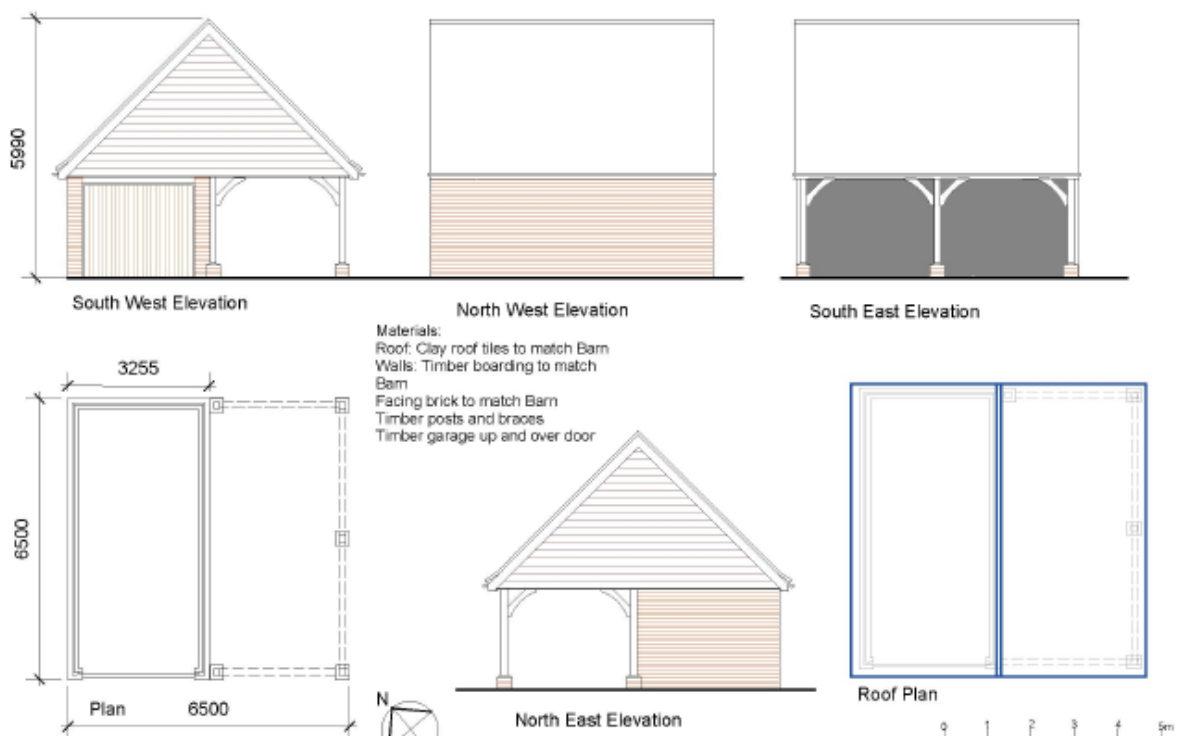 5990
South West Elevation
North West Elevation
South East Elevation
Materials:
Roof: Clay roof tiles to match Barn
Walls: Timber boarding to match
Barn
Facing brick to match Barn
Timber posts and braces
Timber garage up and over door
3255
6500
Plan
6500
N
North East Elevation
Roof Plan
0 1 2 3 4 5m